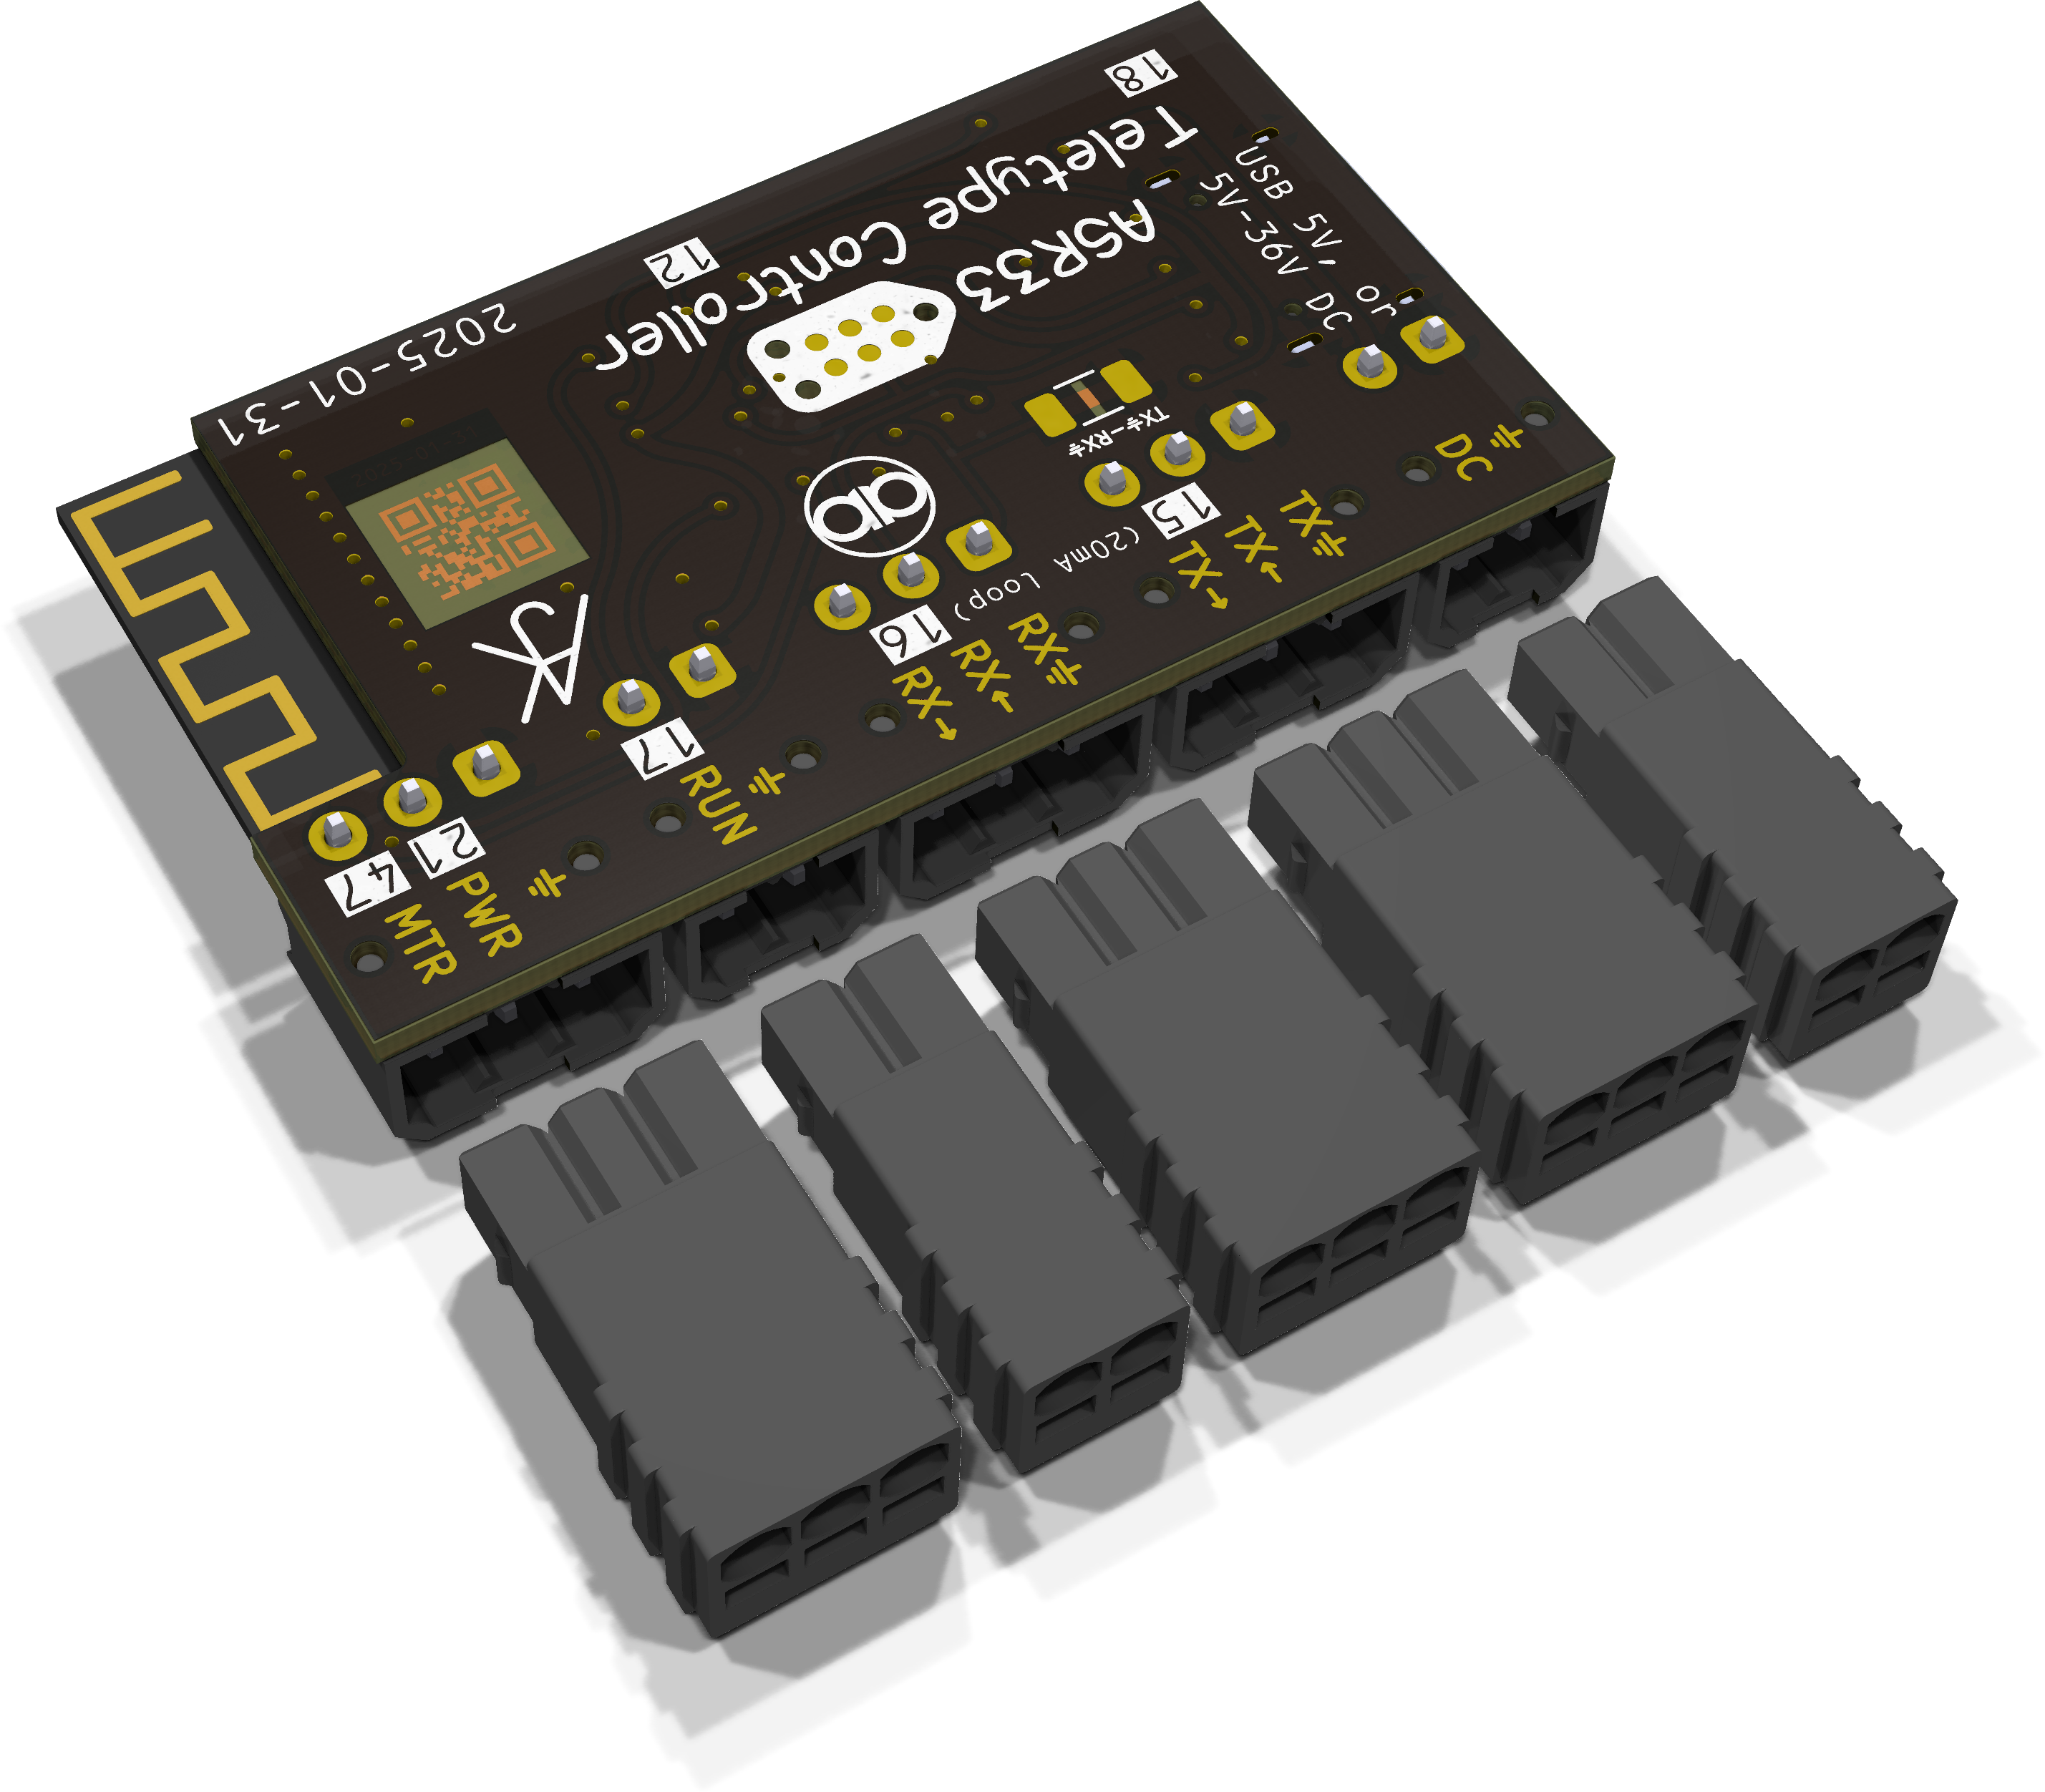 18
Teletype Controller
ASR33
USB 5V, or
5V-36V DC
12
2025-01-31
TX⏚-RX⏚
(20mA Loop)
15
16
17
21
47
DC ⏚
TX⏚
TX←
TX→
RX⏚
RX←
RX→
⏚
RUN
⏚
PWR
MTR